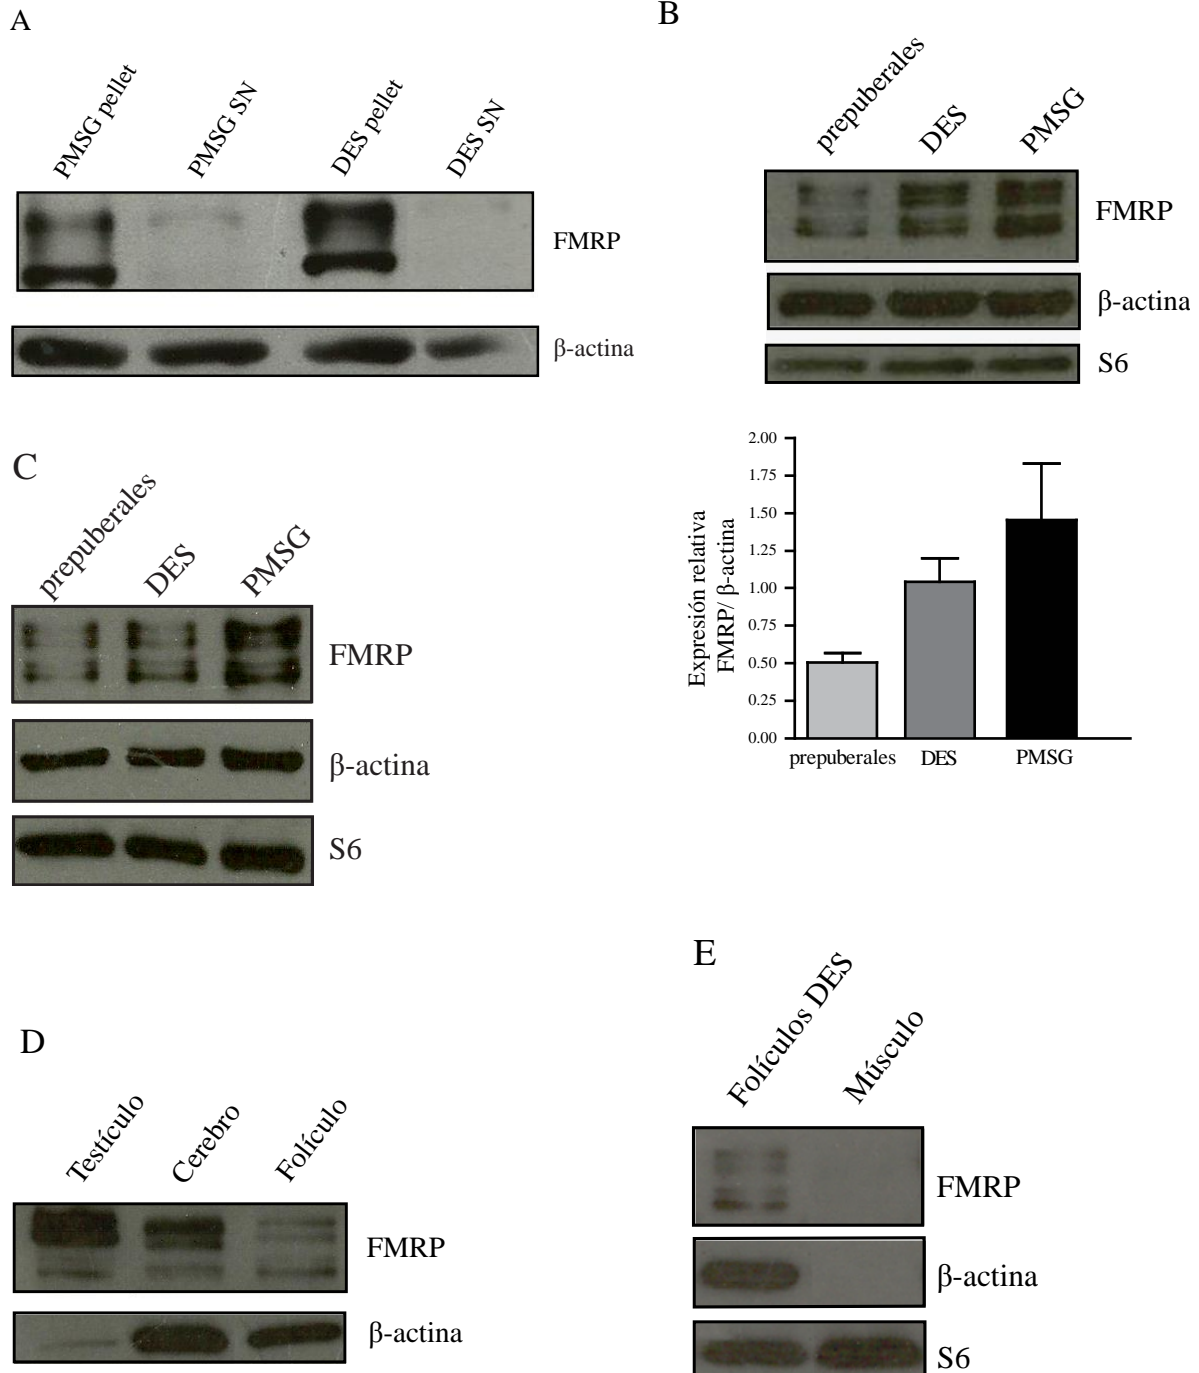 A
PMSG pellet
PMSG SN
DES pellet
DES SN
FMRP
β-actina
B
prepuberales
DES
PMSG
FMRP
β-actina
S6
2.00
1.75
1.50
1.25
1.00
0.75
0.50
0.25
0.00
Expresión relativa
FMRP/ β-actina
prepuberales
DES
PMSG
C
prepuberales
DES
PMSG
FMRP
β-actina
S6
D
Testículo
Cerebro
Folículo
FMRP
β-actina
E
Folículos DES
Músculo
FMRP
β-actina
S6